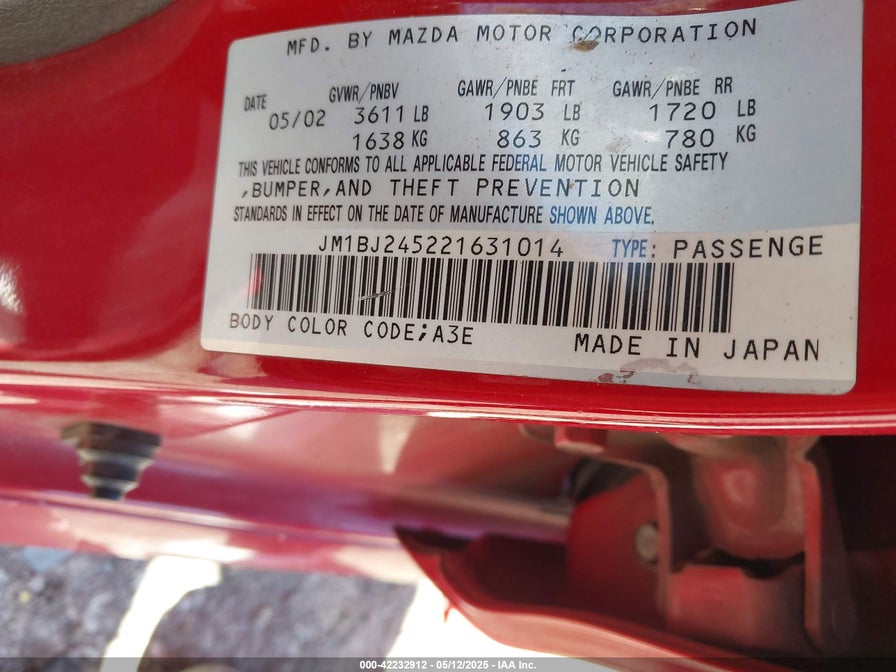 MFD. BY MAZDA MOTOR CORPORATION
DATE GVWR/PNBV GAWR/PNBE FRT GAWR/PNBE RR
05/02 3611 LB 1903 LB 1720 LB
1638 KG 863 KG 780 KG
THIS VEHICLE CONFORMS TO ALL APPLICABLE FEDERAL MOTOR VEHICLE SAFETY
,BUMPER,AND THEFT PREVENTION
STANDARDS IN EFFECT ON THE DATE OF MANUFACTURE SHOWN ABOVE.
JM1BJ245221631014 TYPE: PASSENGE
BODY COLOR CODE;A3E MADE IN JAPAN
000-42232912 - 05/12/2025 - IAA Inc.